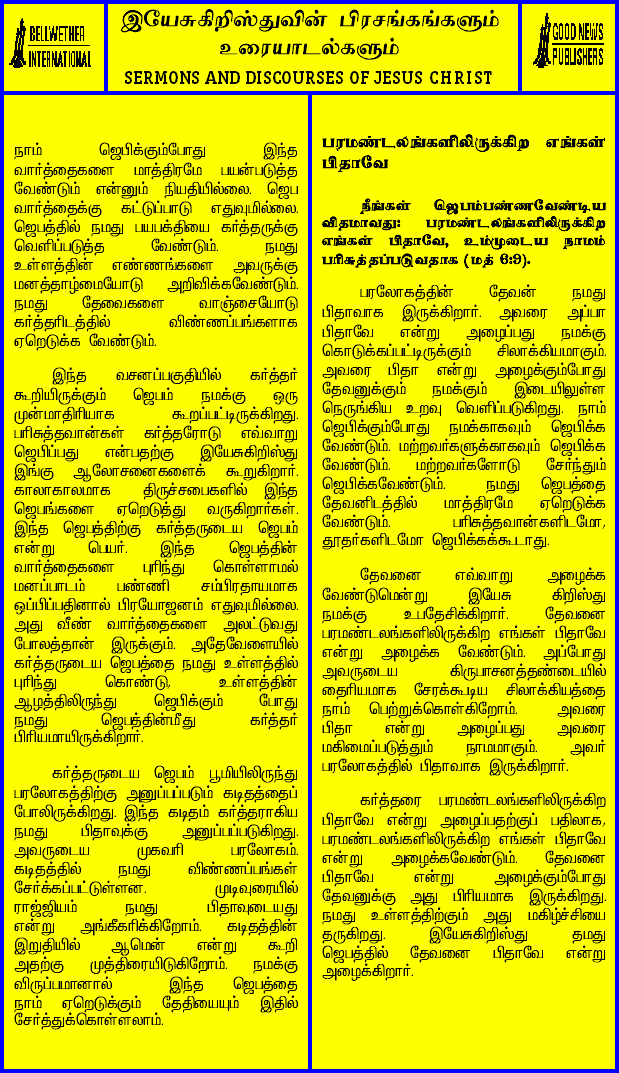 BELLWETHER
INTERNATIONAL
இயேசுகிறிஸ்துவின் பிரசங்கங்களும்
உரையாடல்களும்
SERMONS AND DISCOURSES OF JESUS CHRIST
GOOD NEWS
PUBLISHERS
நாம் ஜெபிக்கும்போது இந்த
வார்த்தைகளை மாத்திரமே பயன்படுத்த
வேண்டும் என்னும் நியதியில்லை. ஜெப
வார்த்தைக்கு கட்டுப்பாடு எதுவுமில்லை.
ஜெபத்தில் நமது பயபக்தியை கர்த்தருக்கு
வெளிப்படுத்த வேண்டும். நமது
உள்ளத்தின் எண்ணங்களை அவருக்கு
மனத்தாழ்மையோடு அறிவிக்கவேண்டும்.
நமது தேவைகளை வாஞ்சையோடு
கர்த்தரிடத்தில் விண்ணப்பங்களாக
ஏறெடுக்க வேண்டும்.
இந்த வசனப்பகுதியில் கர்த்தர்
கூறியிருக்கும் ஜெபம் நமக்கு ஒரு
முன்மாதிரியாக கூறப்பட்டிருக்கிறது.
பரிசுத்தவான்கள் கர்த்தரோடு எவ்வாறு
ஜெபிப்பது என்பதற்கு இயேசுகிறிஸ்து
இங்கு ஆலோசனைகளைக் கூறுகிறார்.
காலாகாலமாக திருச்சபைகளில் இந்த
ஜெபங்களை ஏறெடுத்து வருகிறார்கள்.
இந்த ஜெபத்திற்கு கர்த்தருடைய ஜெபம்
என்று பெயர். இந்த ஜெபத்தின்
வார்த்தைகளை புரிந்து கொள்ளாமல்
மனப்பாடம் பண்ணி சம்பிரதாயமாக
ஒப்பிப்பதினால் பிரயோஜனம் எதுவுமில்லை.
அது வீண் வார்த்தைகளை அலட்டுவது
போலத்தான் இருக்கும். அதேவேளையில்
கர்த்தருடைய ஜெபத்தை நமது உள்ளத்தில்
புரிந்து கொண்டு, உள்ளத்தின்
ஆழத்திலிருந்து ஜெபிக்கும் போது
நமது ஜெபத்தின்மீது கர்த்தர்
பிரியமாயிருக்கிறார்.
கர்த்தருடைய ஜெபம் பூமியிலிருந்து
பரலோகத்திற்கு அனுப்பப்படும் கடிதத்தைப்
போலிருக்கிறது. இந்த கடிதம் கர்த்தராகிய
நமது பிதாவுக்கு அனுப்பப்படுகிறது.
அவருடைய முகவரி பரலோகம்.
கடிதத்தில் நமது விண்ணப்பங்கள்
சேர்க்கப்பட்டுள்ளன. முடிவுரையில்
ராஜ்ஜியம் நமது பிதாவுடையது
என்று அங்கீகரிக்கிறோம். கடிதத்தின்
இறுதியில் ஆமென் என்று கூறி
அதற்கு முத்திரையிடுகிறோம். நமக்கு
விருப்பமானால் இந்த ஜெபத்தை
நாம் ஏறெடுக்கும் தேதியையும் இதில்
சேர்த்துக்கொள்ளலாம்.
பரமண்டலங்களிலிருக்கிற எங்கள்
பிதாவே
நீங்கள் ஜெபம்பண்ணவேண்டிய
விதமாவது: பரமண்டலங்களிலிருக்கிற
எங்கள் பிதாவே, உம்முடைய நாமம்
பரிசுத்தப்படுவதாக (மத் 6:9).
பரலோகத்தின் தேவன் நமது
பிதாவாக இருக்கிறார். அவரை அப்பா
பிதாவே என்று அழைப்பது நமக்கு
கொடுக்கப்பட்டிருக்கும் சிலாக்கியமாகும்.
அவரை பிதா என்று அழைக்கும்போது
தேவனுக்கும் நமக்கும் இடையிலுள்ள
நெருங்கிய உறவு வெளிப்படுகிறது. நாம்
ஜெபிக்கும்போது நமக்காகவும் ஜெபிக்க
வேண்டும். மற்றவர்களுக்காகவும் ஜெபிக்க
வேண்டும். மற்றவர்களோடு சேர்ந்தும்
ஜெபிக்கவேண்டும். நமது ஜெபத்தை
தேவனிடத்தில் மாத்திரமே ஏறெடுக்க
வேண்டும். பரிசுத்தவான்களிடமோ,
தூதர்களிடமோ ஜெபிக்கக்கூடாது.
தேவனை எவ்வாறு அழைக்க
வேண்டுமென்று இயேசு கிறிஸ்து
நமக்கு உபதேசிக்கிறார். தேவனை
பரமண்டலங்களிலிருக்கிற எங்கள் பிதாவே
என்று அழைக்க வேண்டும். அப்போது
அவருடைய கிருபாசனத்தண்டையில்
தைரியமாக சேரக்கூடிய சிலாக்கியத்தை
நாம் பெற்றுக்கொள்கிறோம். அவரை
பிதா என்று அழைப்பது அவரை
மகிமைப்படுத்தும் நாமமாகும். அவர்
பரலோகத்தில் பிதாவாக இருக்கிறார்.
கர்த்தரை பரமண்டலங்களிலிருக்கிற
பிதாவே என்று அழைப்பதற்குப் பதிலாக,
பரமண்டலங்களிலிருக்கிற எங்கள் பிதாவே
என்று அழைக்கவேண்டும். தேவனை
பிதாவே என்று அழைக்கும்போது
தேவனுக்கு அது பிரியமாக இருக்கிறது.
நமது உள்ளத்திற்கும் அது மகிழ்ச்சியை
தருகிறது. இயேசுகிறிஸ்து தமது
ஜெபத்தில் தேவனை பிதாவே என்று
அழைக்கிறார்.